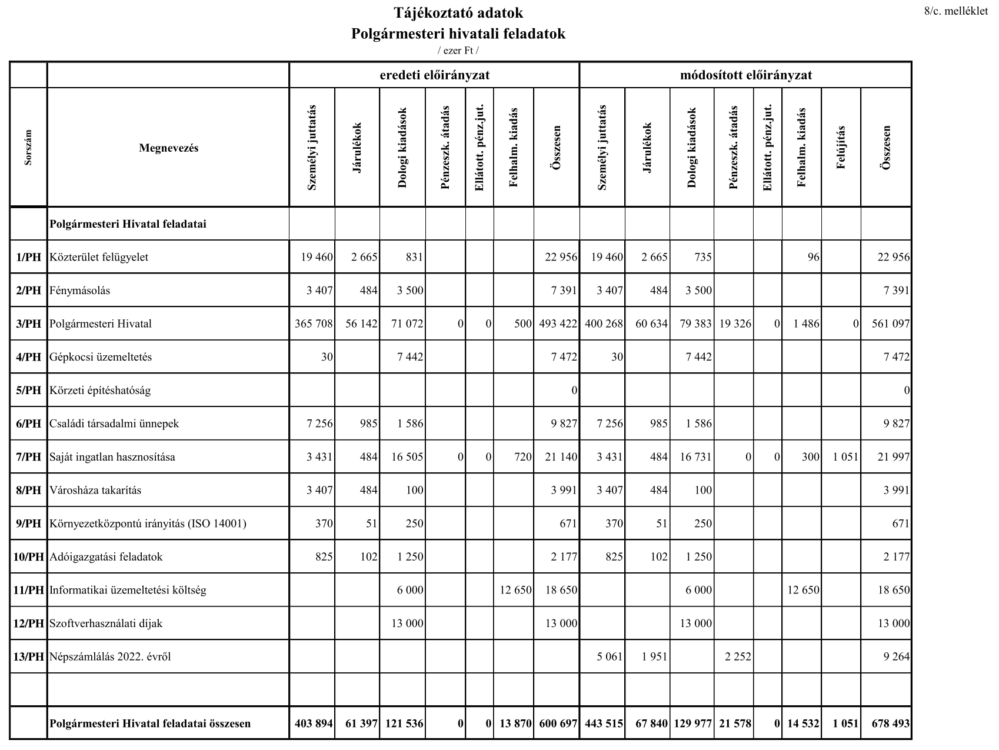 8/c. melléklet
Tájékoztató adatok
Polgármesteri hivatali feladatok
/ ezer Ft /
eredeti előirányzat módosított előirányzat
Sorszám Megnevezés Személyi juttatás Járulékok Dologi kiadások Pénzeszk. átadás Ellátott. pénz.jut. Felhalm. kiadás Összesen Személyi juttatás Járulékok Dologi kiadások Pénzeszk. átadás Ellátott. pénz.jut. Felhalm. kiadás Felújítás Összesen
Polgármesteri Hivatal feladatai
1/PH Közterület felügyelet 19 460 2 665 831 22 956 19 460 2 665 735 96 22 956
2/PH Fénymásolás 3 407 484 3 500 7 391 3 407 484 3 500 7 391
3/PH Polgármesteri Hivatal 365 708 56 142 71 072 0 0 500 493 422 400 268 60 634 79 383 19 326 0 1 486 0 561 097
4/PH Gépkocsi üzemeltetés 30 7 442 7 472 30 7 442 7 472
5/PH Körzeti építéshatóság 0 0
6/PH Családi társadalmi ünnepek 7 256 985 1 586 9 827 7 256 985 1 586 9 827
7/PH Saját ingatlan hasznosítása 3 431 484 16 505 0 0 720 21 140 3 431 484 16 731 0 0 300 1 051 21 997
8/PH Városháza takarítás 3 407 484 100 3 991 3 407 484 100 3 991
9/PH Környezetközpontú irányitás (ISO 14001) 370 51 250 671 370 51 250 671
10/PH Adóigazgatási feladatok 825 102 1 250 2 177 825 102 1 250 2 177
11/PH Informatikai üzemeltetési költség 6 000 12 650 18 650 6 000 12 650 18 650
12/PH Szoftverhasználati díjak 13 000 13 000 13 000 13 000
13/PH Népszámlálás 2022. évről 5 061 1 951 2 252 9 264
Polgármesteri Hivatal feladatai összesen 403 894 61 397 121 536 0 0 13 870 600 697 443 515 67 840 129 977 21 578 0 14 532 1 051 678 493